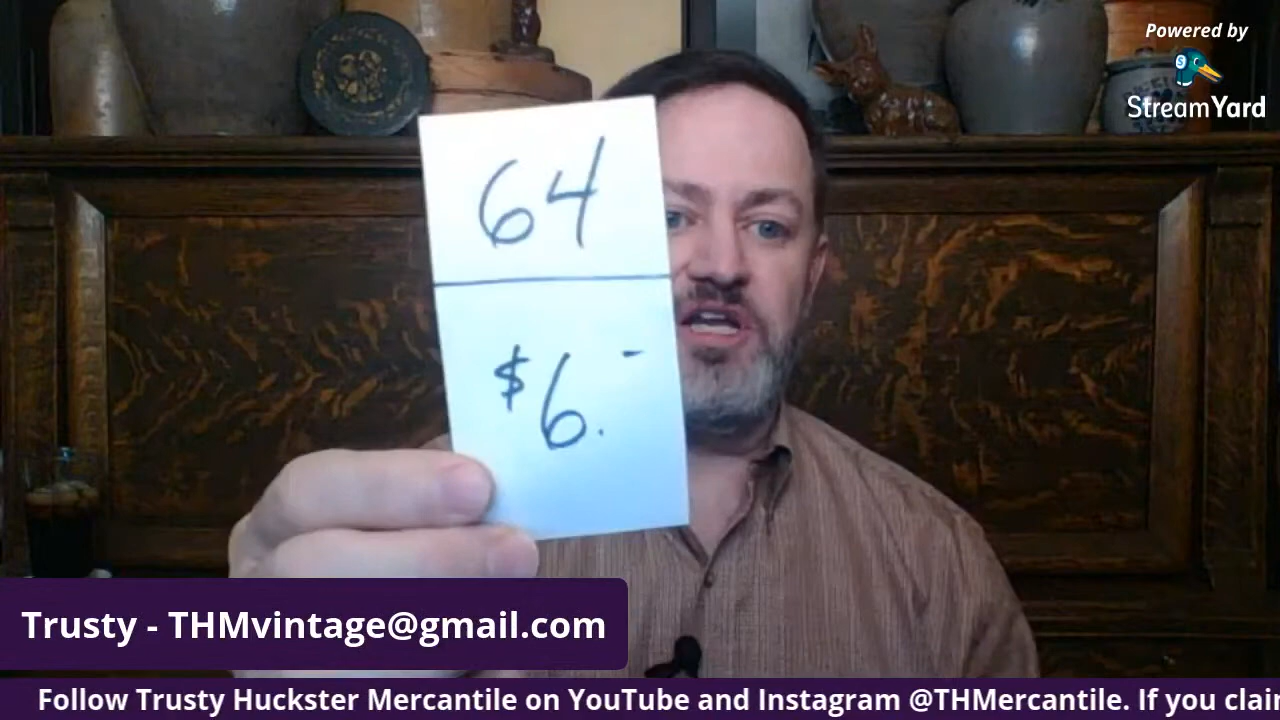 Powered by
StreamYard
64
$6.-
Trusty - THMvintage@gmail.com
Follow Trusty Huckster Mercantile on YouTube and Instagram @THMercantile. If you clai